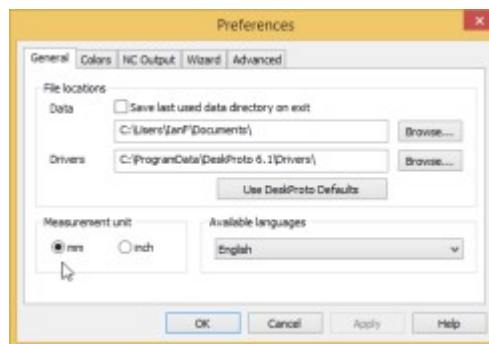 Preferences
General Colors NC Output Wizard Advanced
File locations
Data Save last used data directory on exit
C:\Users\IanF\Documents\ Browse....
Drivers C:\ProgramData\DeskProto 6.1\Drivers\ Browse....
Use DeskProto Defaults
Measurement unit Available languages
mm inch English
OK Cancel Apply Help